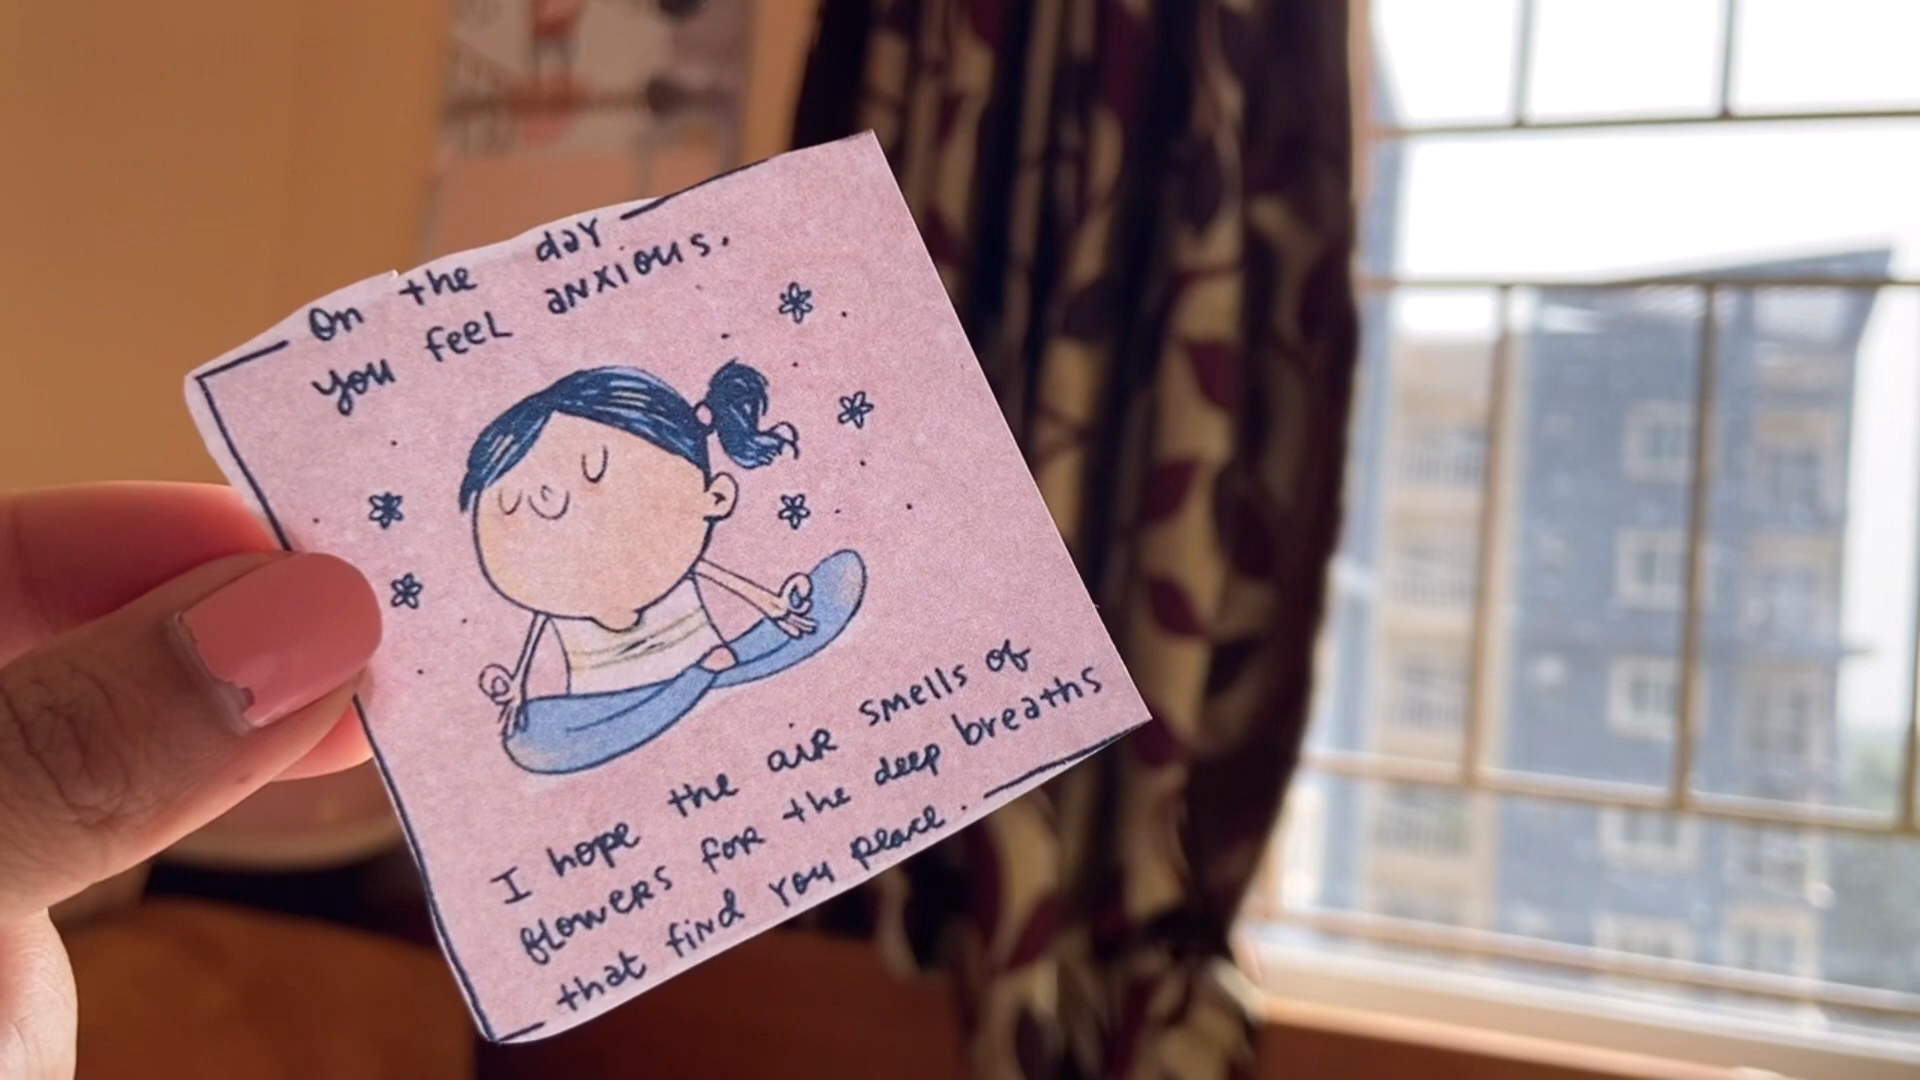 On the day
you feel anxious.
I hope the air smells of
flowers for the deep breaths
that find you peace.